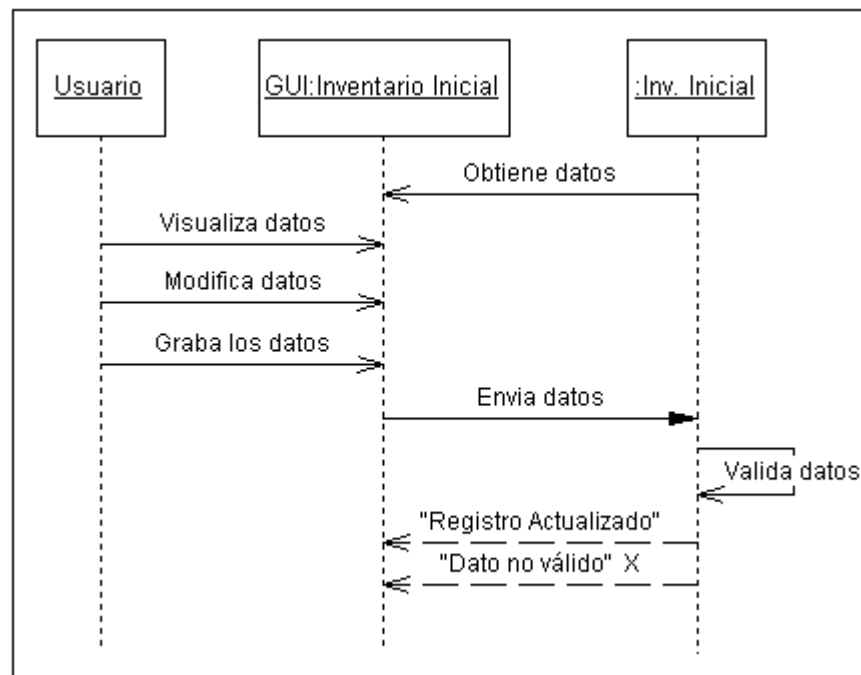 Usuario
GUI:Inventario Inicial
:Inv. Inicial
Obtiene datos
Visualiza datos
Modifica datos
Graba los datos
Envia datos
Valida datos
"Registro Actualizado"
"Dato no válido" X